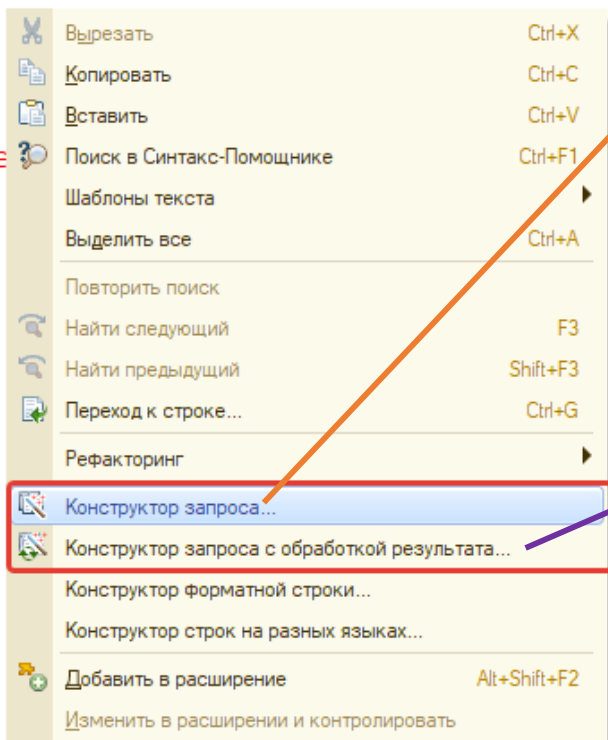 Вырезать Ctrl+X
Копировать Ctrl+C
Вставить Ctrl+V
Поиск в Синтакс-Помощнике Ctrl+F1
Шаблоны текста
Выделить все Ctrl+A
Повторить поиск
Найти следующий F3
Найти предыдущий Shift+F3
Переход к строке... Ctrl+G
Рефакторинг
Конструктор запроса...
Конструктор запроса с обработкой результата...
Конструктор форматной строки...
Конструктор строк на разных языках...
Добавить в расширение Alt+Shift+F2
Изменить в расширении и контролировать